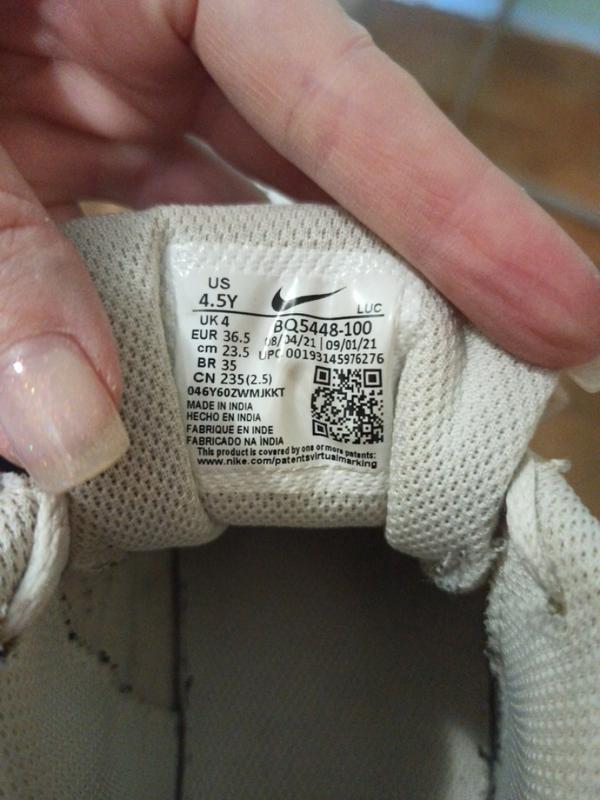 US
4.5Y
LUC
UK 4
BQ5448-100
EUR 36.5
08/04/21 | 09/01/21
cm 23.5
UPC 00193145976276
BR 35
CN 235(2.5)
046Y60ZWMJKKT
MADE IN INDIA
HECHO EN INDIA
FABRIQUE EN INDE
FABRICADO NA ÍNDIA
This product is covered by one or more patents:
www.nike.com/patentsvirtualmarking